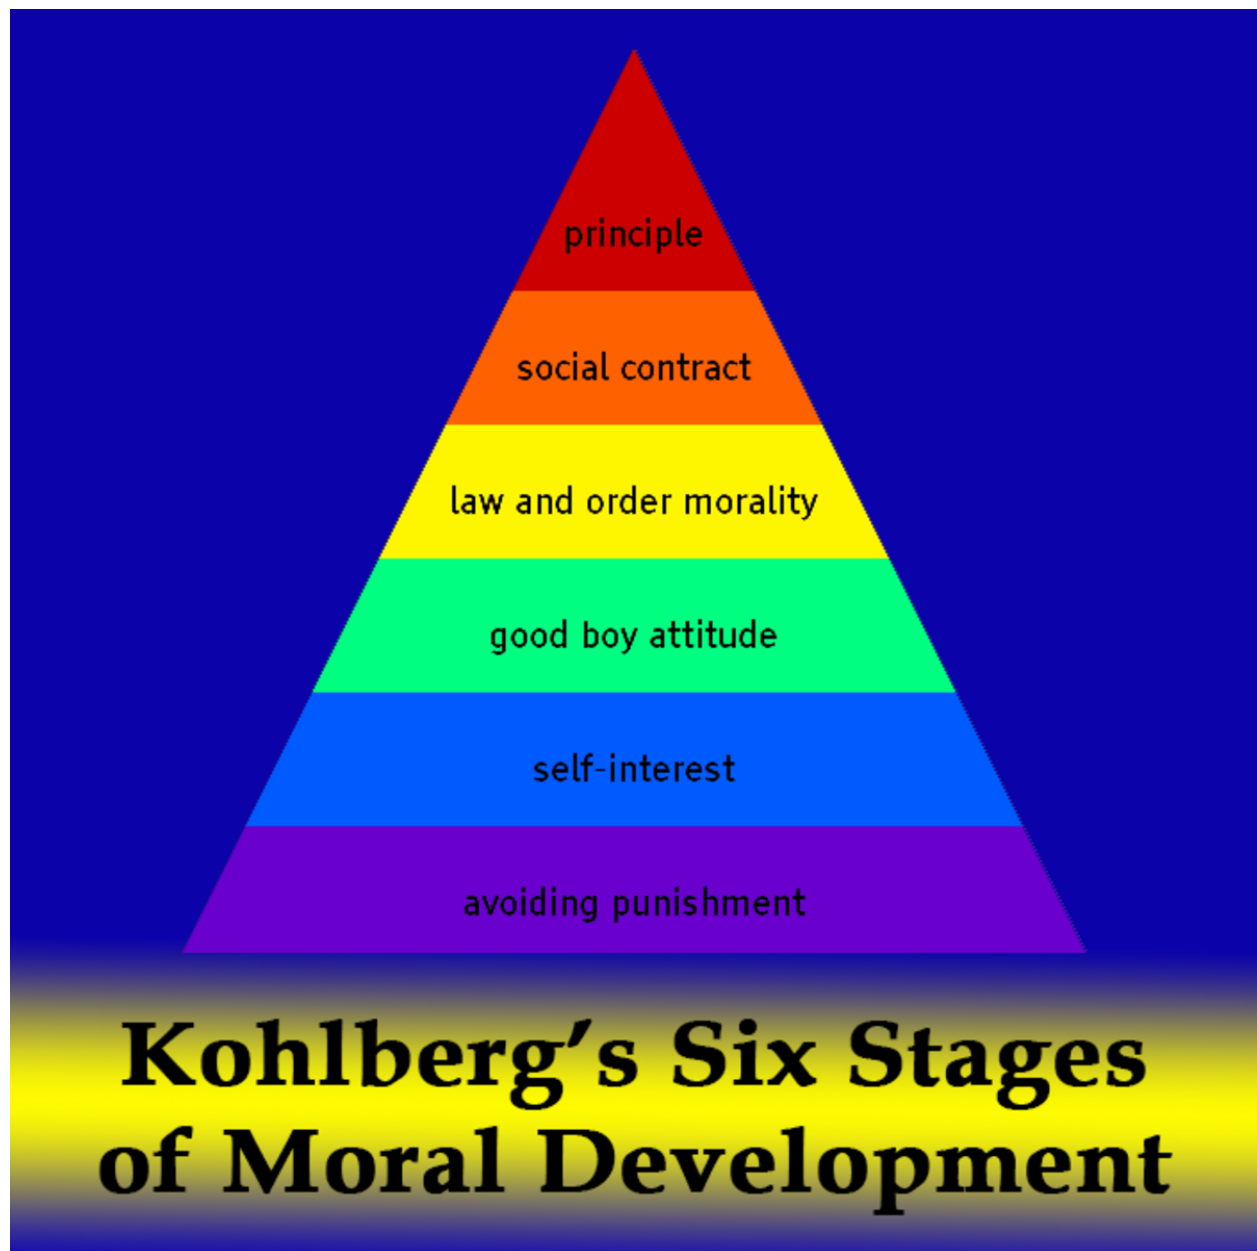 principle
social contract
law and order morality
good boy attitude
self-interest
avoiding punishment
Kohlberg's Six Stages
of Moral Development